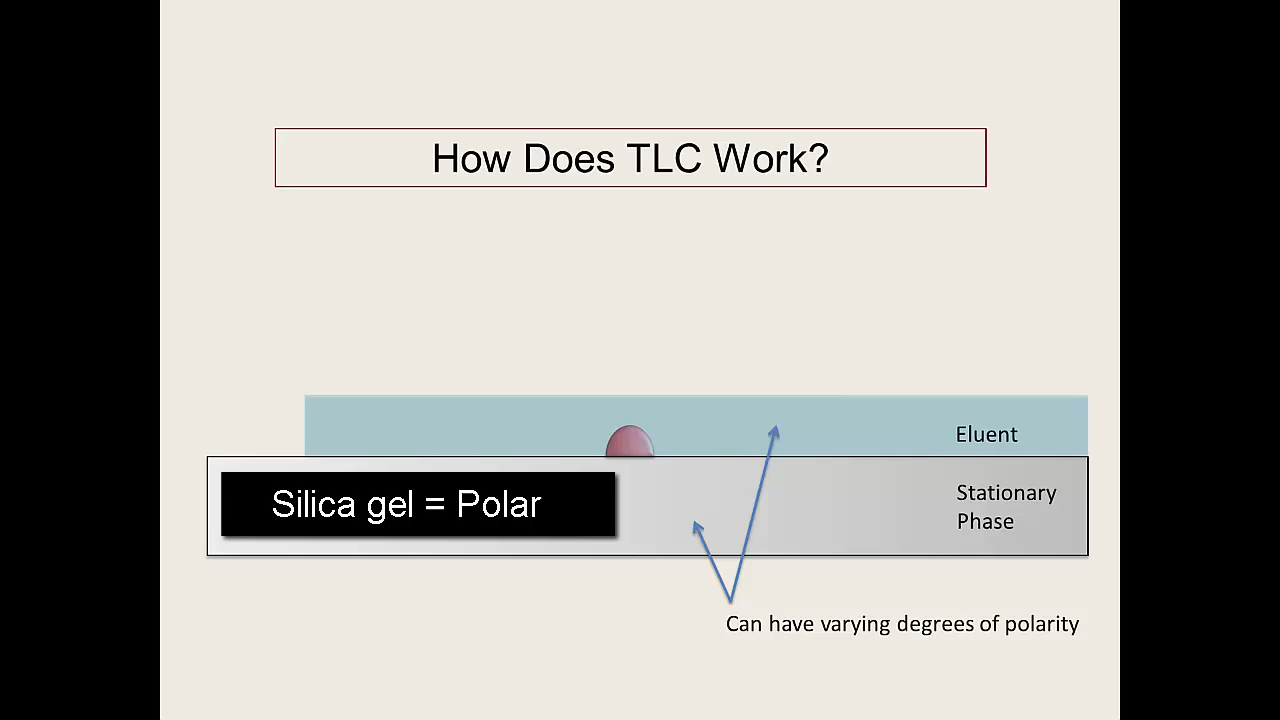 How Does TLC Work?
Eluent
Silica gel = Polar
Stationary
Phase
Can have varying degrees of polarity